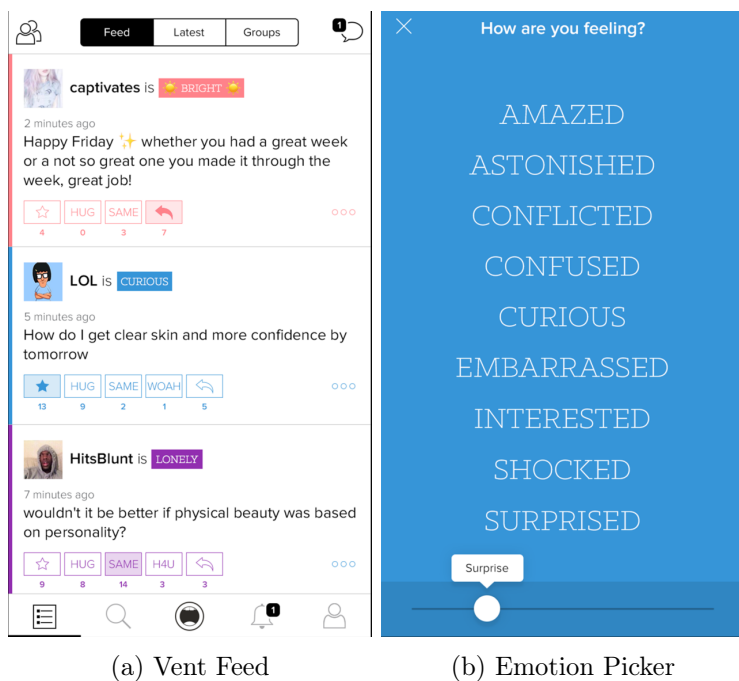 Feed Latest Groups 1
captivates is ☀️ BRIGHT ☀️
2 minutes ago
Happy Friday ✨ whether you had a great week
or a not so great one you made it through the
week, great job!
HUG SAME
4 0 3 7
LOL is CURIOUS
5 minutes ago
How do I get clear skin and more confidence by
tomorrow
HUG SAME WOAH
13 9 2 1 5
HitsBlunt is LONELY
7 minutes ago
wouldn't it be better if physical beauty was based
on personality?
HUG SAME H4U
9 8 14 3 3
1
(a) Vent Feed
How are you feeling?
AMAZED
ASTONISHED
CONFLICTED
CONFUSED
CURIOUS
EMBARRASSED
INTERESTED
SHOCKED
SURPRISED
Surprise
(b) Emotion Picker